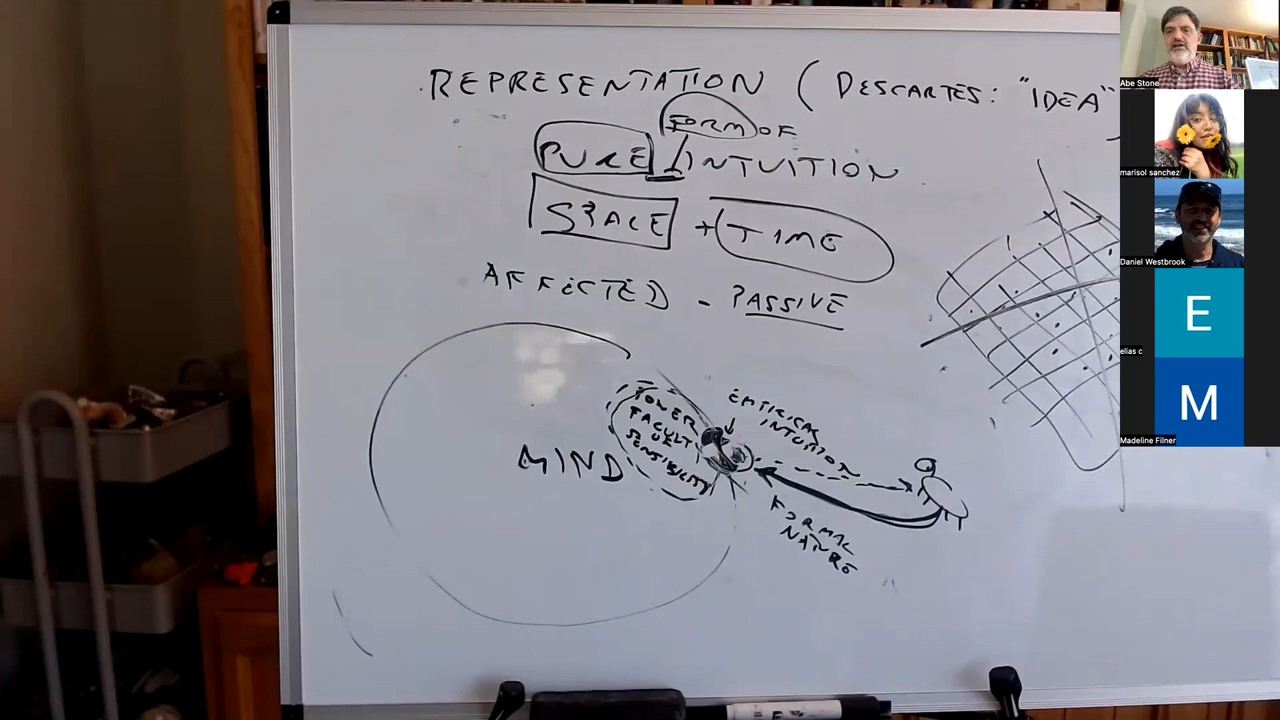 REPRESENTATION (DESCARTES: "IDEA"
FORM OF
PURE INTUITION
SPACE + TIME
AFFECTED - PASSIVE
MIND
POWER
FACULTY
OF
SENSIBILITY
EMPIRICAL
INTUITION
FORMAL
NATURE
Abe Stone
marisol sanchez
Daniel Westbrook
E
elias c
M
Madeline Filner